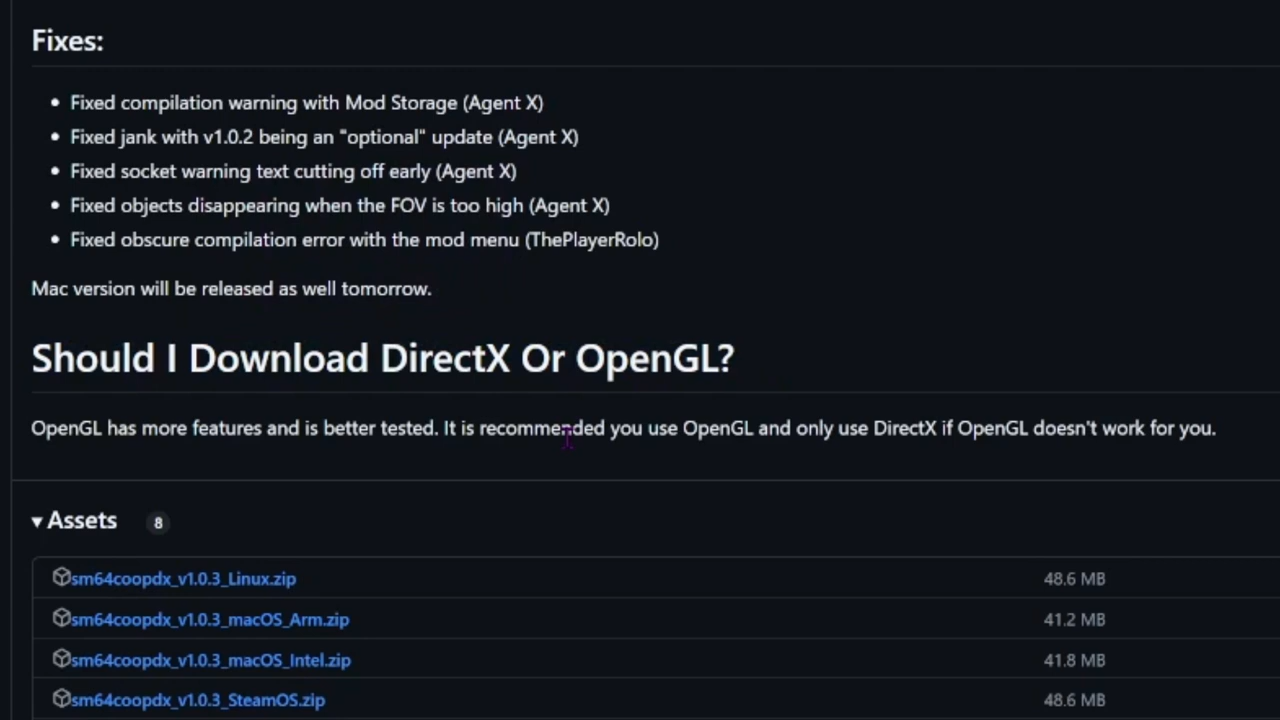 Fixes:
Fixed compilation warning with Mod Storage (Agent X)
Fixed jank with v1.0.2 being an "optional" update (Agent X)
Fixed socket warning text cutting off early (Agent X)
Fixed objects disappearing when the FOV is too high (Agent X)
Fixed obscure compilation error with the mod menu (ThePlayerRolo)
Mac version will be released as well tomorrow.
Should I Download DirectX Or OpenGL?
OpenGL has more features and is better tested. It is recommended you use OpenGL and only use DirectX if OpenGL doesn't work for you.
Assets 8
sm64coopdx_v1.0.3_Linux.zip 48.6 MB
sm64coopdx_v1.0.3_macOS_Arm.zip 41.2 MB
sm64coopdx_v1.0.3_macOS_Intel.zip 41.8 MB
sm64coopdx_v1.0.3_SteamOS.zip 48.6 MB